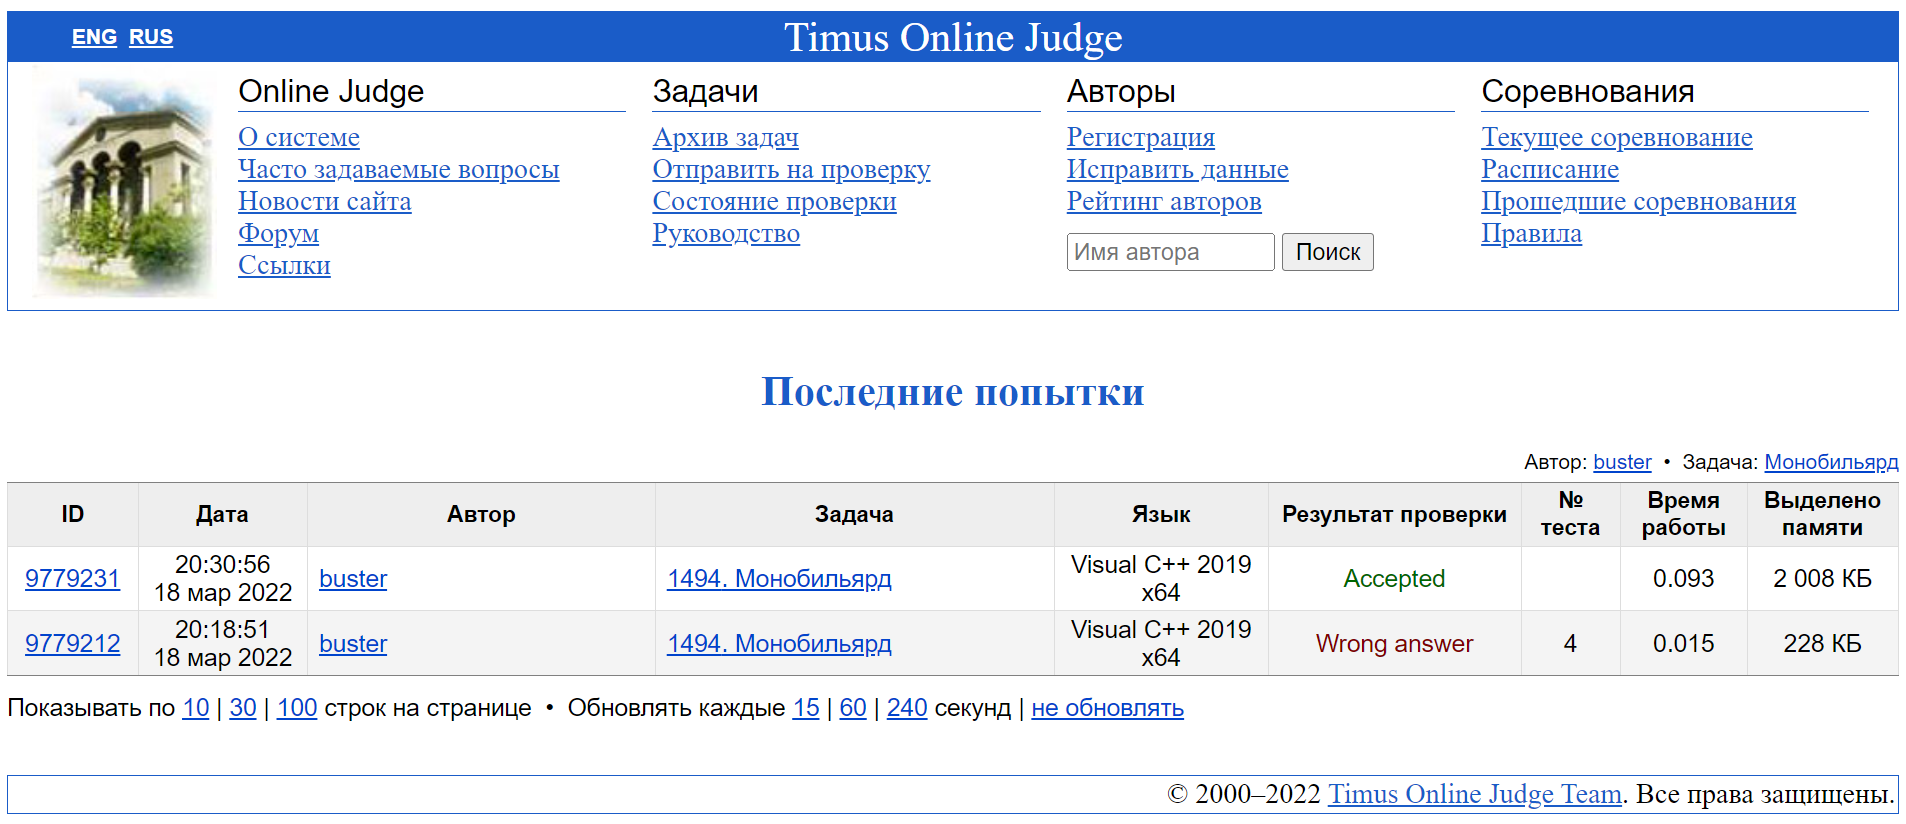 ENG RUS
Timus Online Judge
Online Judge
О системе
Часто задаваемые вопросы
Новости сайта
Форум
Ссылки
Задачи
Архив задач
Отправить на проверку
Состояние проверки
Руководство
Авторы
Регистрация
Исправить данные
Рейтинг авторов
Имя автора Поиск
Соревнования
Текущее соревнование
Расписание
Прошедшие соревнования
Правила
Последние попытки
Автор: buster • Задача: Монобильярд
ID Дата Автор Задача Язык Результат проверки № теста Время работы Выделено памяти
9779231 20:30:56 18 мар 2022 buster 1494. Монобильярд Visual C++ 2019 x64 Accepted 0.093 2 008 КБ
9779212 20:18:51 18 мар 2022 buster 1494. Монобильярд Visual C++ 2019 x64 Wrong answer 4 0.015 228 КБ
Показывать по 10 | 30 | 100 строк на странице • Обновлять каждые 15 | 60 | 240 секунд | не обновлять
© 2000–2022 Timus Online Judge Team. Все права защищены.